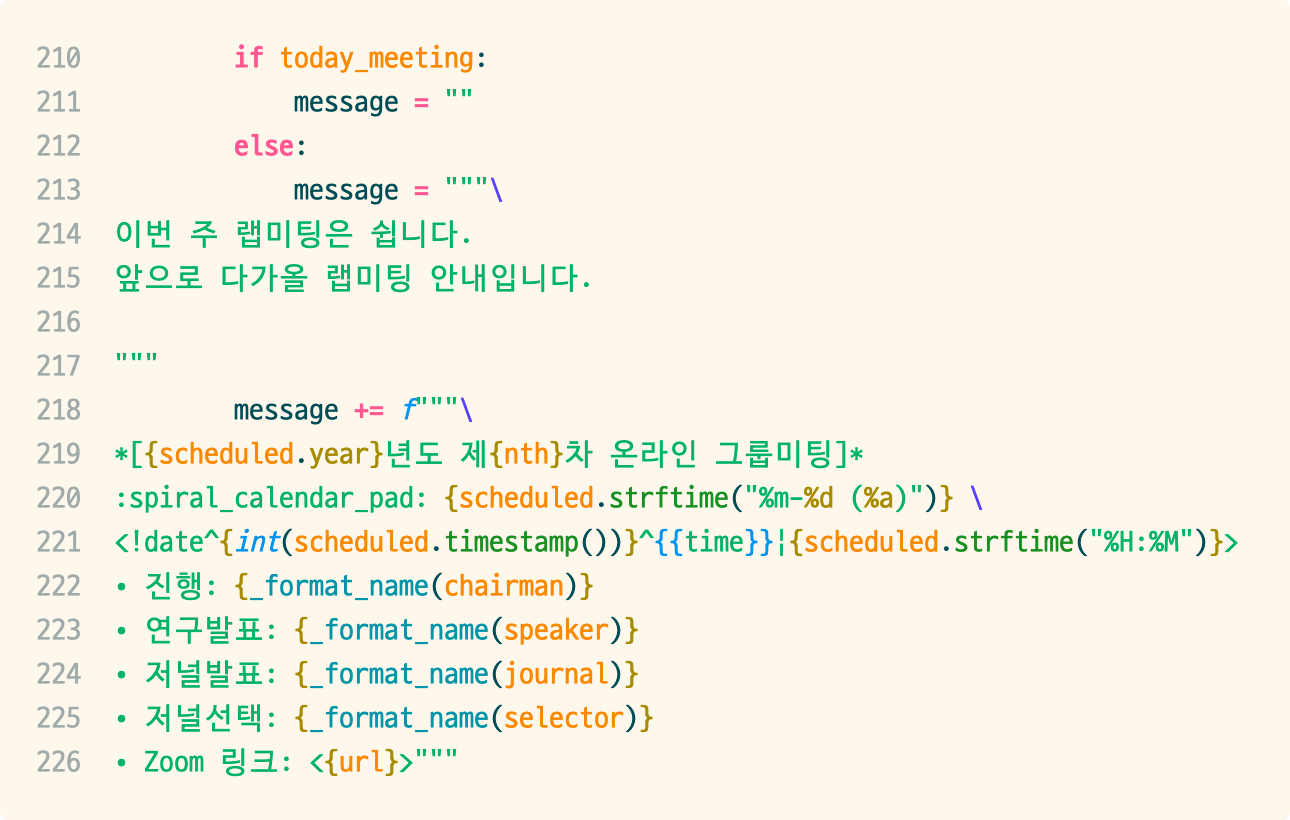 210         if today_meeting:
211             message = ""
212         else:
213             message = """\
214 이번 주 랩미팅은 쉽니다.
215 앞으로 다가올 랩미팅 안내입니다.
216
217 """
218         message += f"""\
219 *[{scheduled.year}년도 제{nth}차 온라인 그룹미팅]*
220 :spiral_calendar_pad: {scheduled.strftime("%m-%d (%a)")} \
221 <!date^{int(scheduled.timestamp())}^{{time}}|{scheduled.strftime("%H:%M")}>
222 • 진행: {_format_name(chairman)}
223 • 연구발표: {_format_name(speaker)}
224 • 저널발표: {_format_name(journal)}
225 • 저널선택: {_format_name(selector)}
226 • Zoom 링크: <{url}>"""